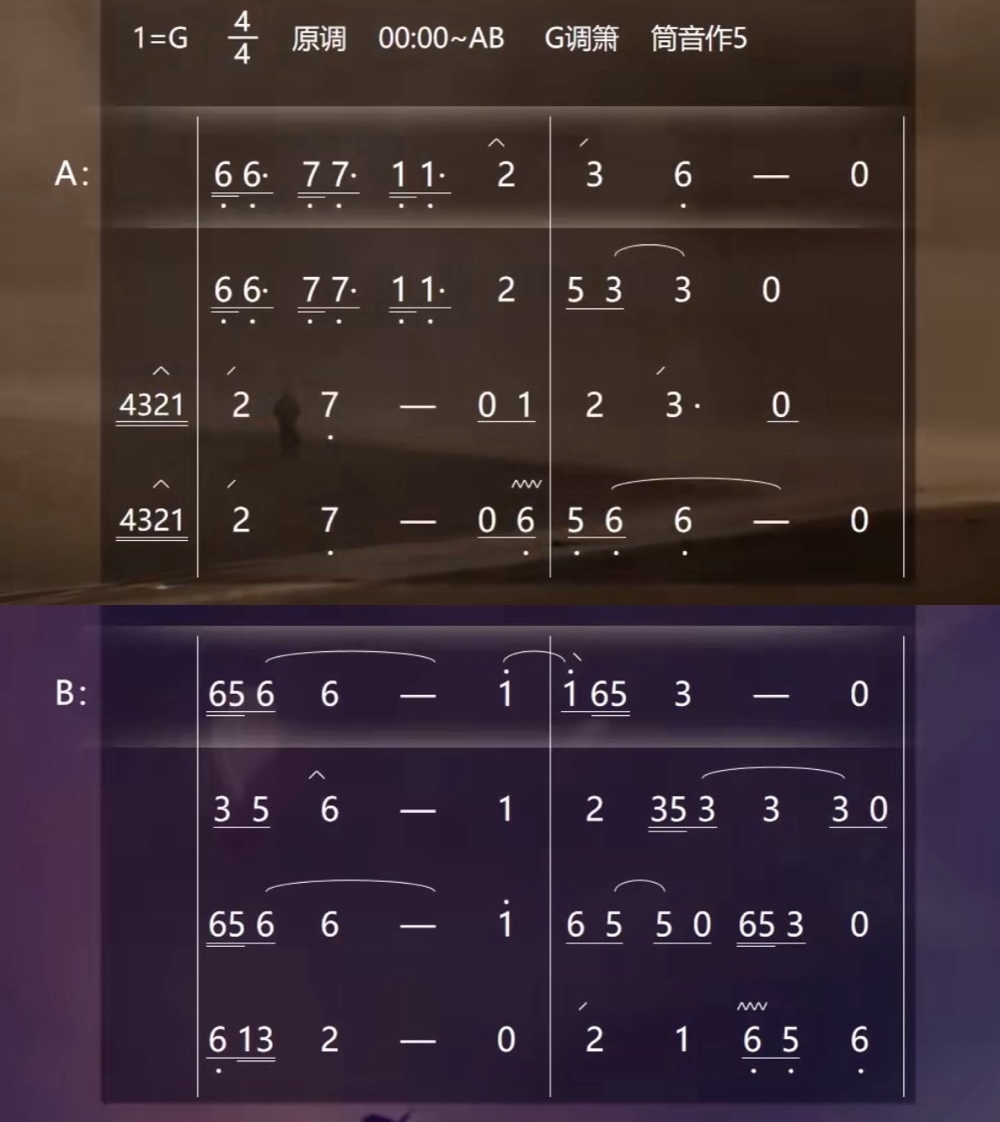 1=G 4/4 原调 00:00~AB G调箫 筒音作5
A: 6̣ 6̣· 7̣ 7̣· 1̣ 1̣· 2 | 3 6̣ — 0 |
6̣ 6̣· 7̣ 7̣· 1̣ 1̣· 2 | 5 3 3 0
4321 | 2 7̣ — 0 1 | 2 3· 0
4321 | 2 7̣ — 0 6̣ | 5̣ 6̣ 6̣ — 0 |
B: 65 6 6 — 1̇ | 1̇ 65 3 — 0 |
3 5 6 — 1 | 2 35 3 3 3 0 |
65 6 6 — 1̇ | 6 5 5 0 65 3 0 |
6̣ 13 2 — 0 | 2 1 6̣ 5̣ 6̣ |